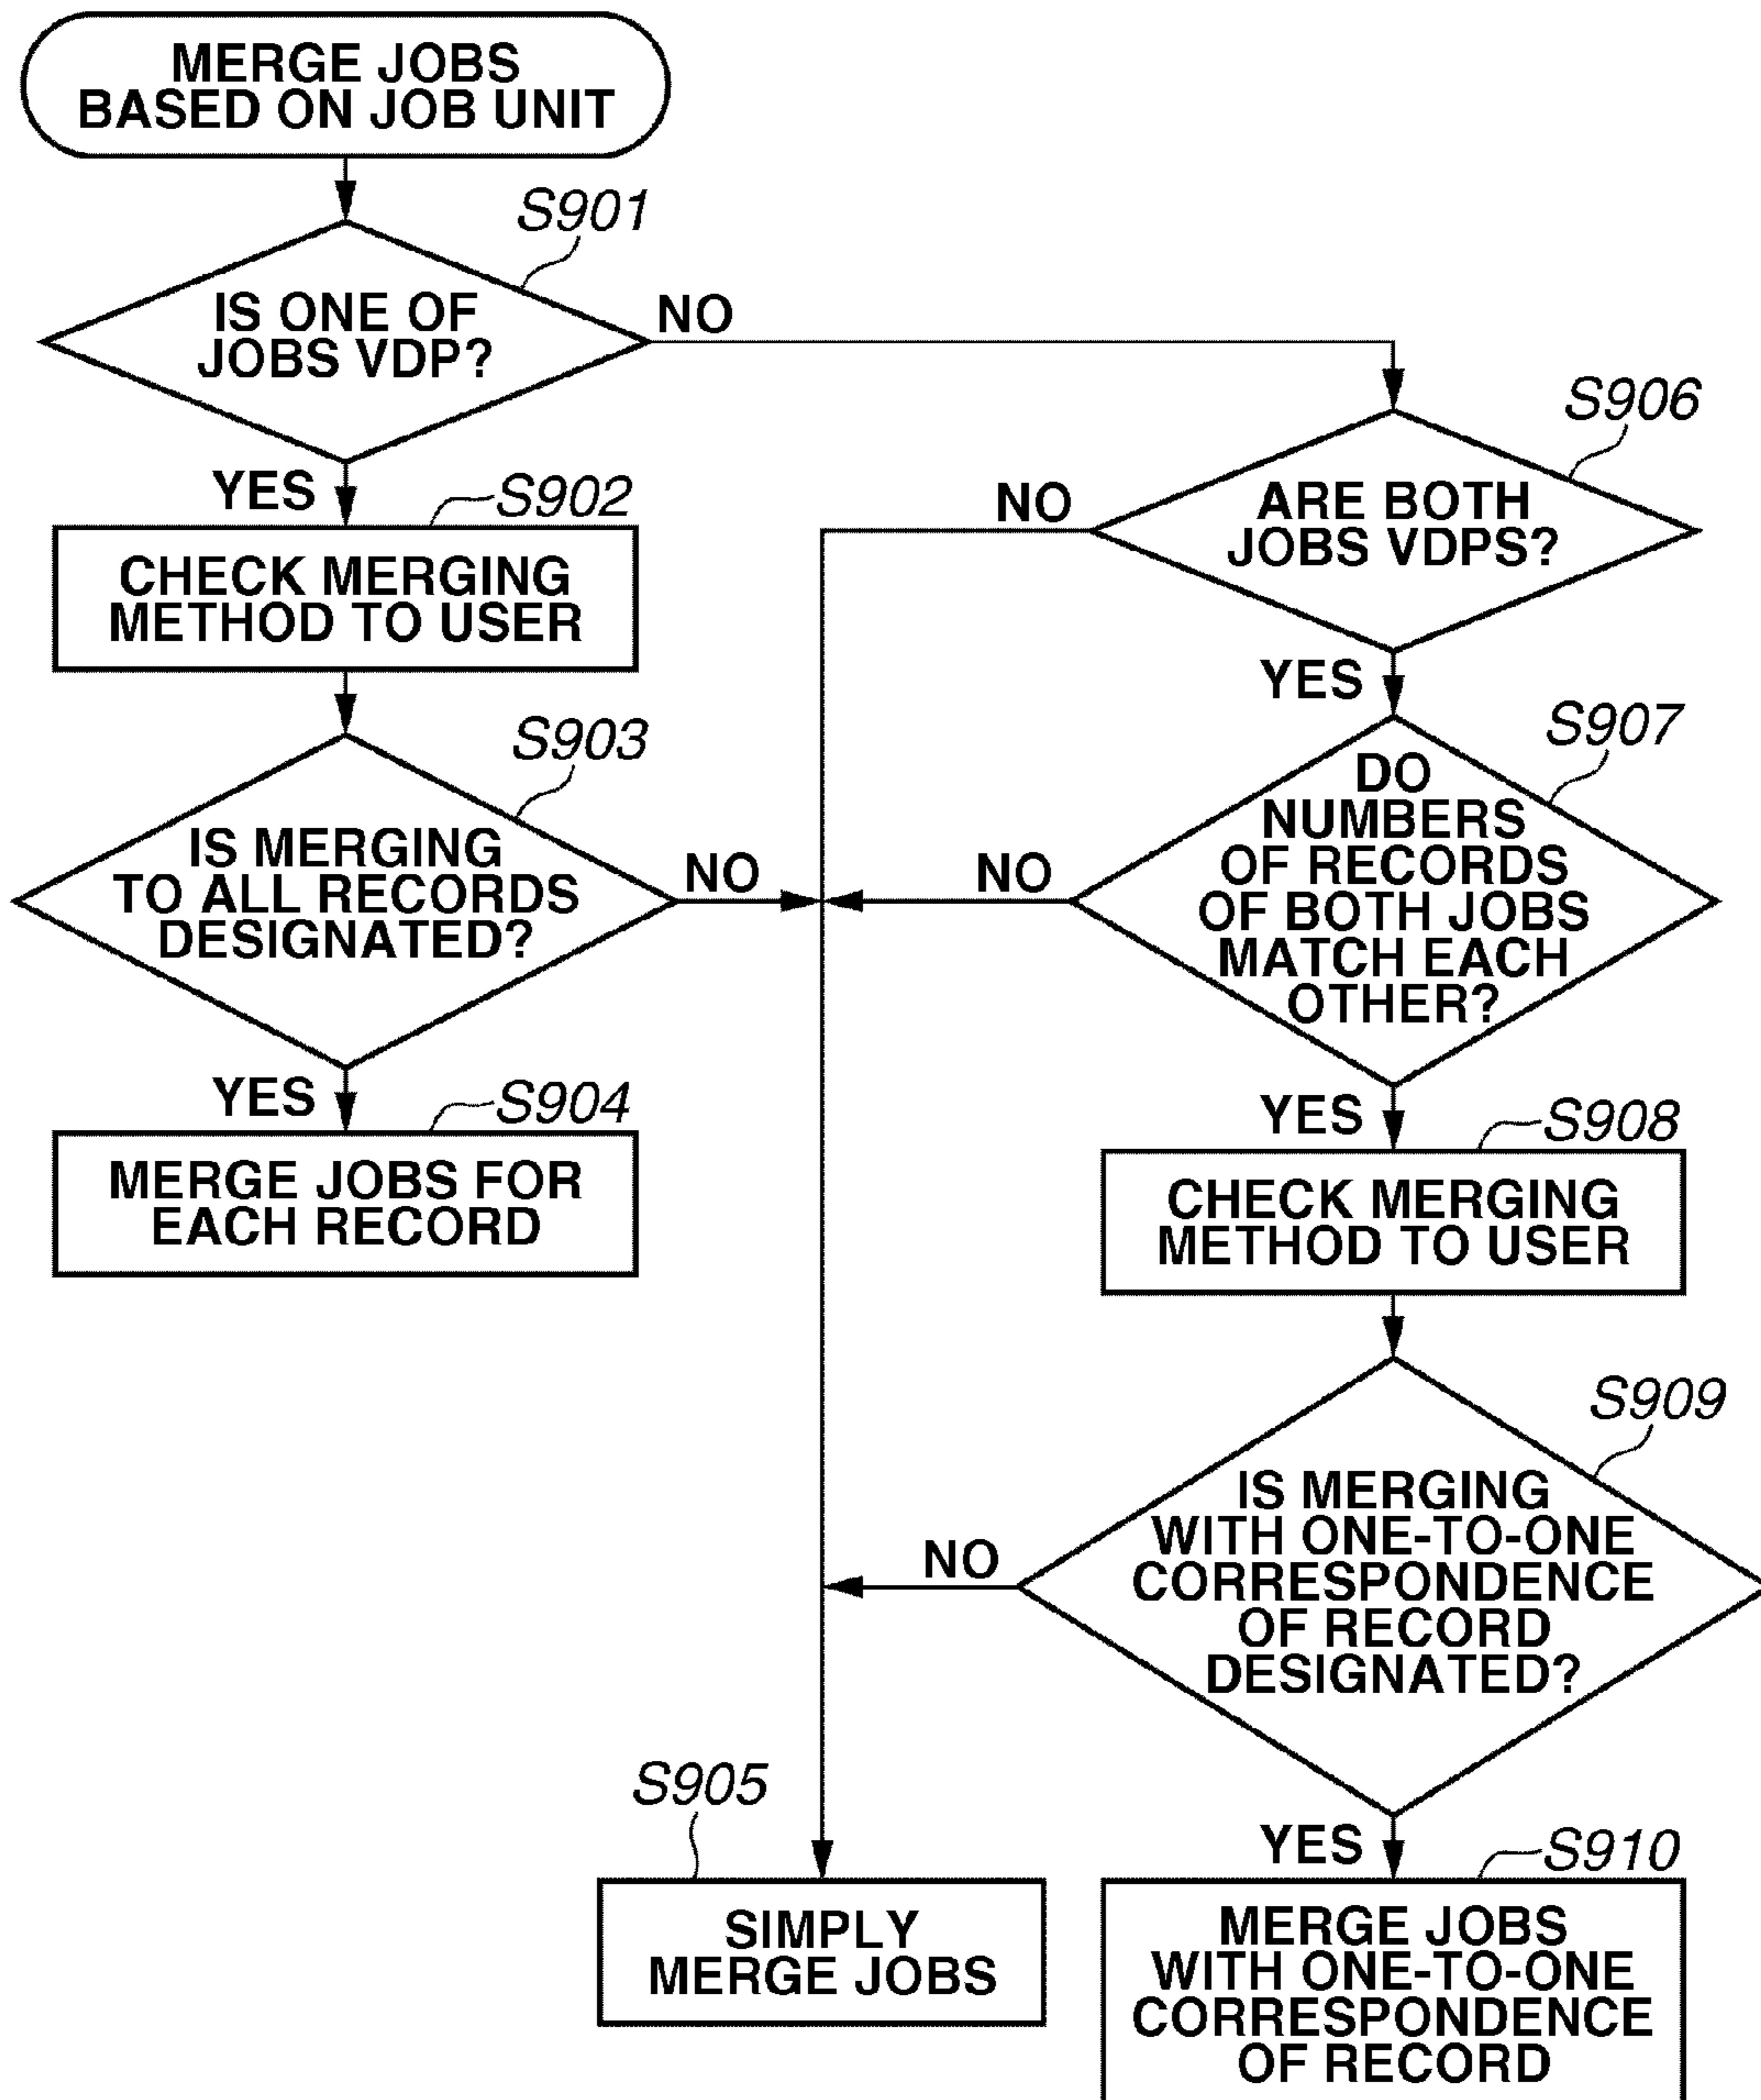 MERGE JOBS
BASED ON JOB UNIT
S901
IS ONE OF
JOBS VDP?
NO
YES
S902
CHECK MERGING
METHOD TO USER
S903
IS MERGING
TO ALL RECORDS
DESIGNATED?
NO
YES
S904
MERGE JOBS FOR
EACH RECORD
S906
ARE BOTH
JOBS VDPS?
NO
YES
S907
DO
NUMBERS
OF RECORDS
OF BOTH JOBS
MATCH EACH
OTHER?
NO
YES
S908
CHECK MERGING
METHOD TO USER
S909
IS MERGING
WITH ONE-TO-ONE
CORRESPONDENCE
OF RECORD
DESIGNATED?
NO
YES
S905
SIMPLY
MERGE JOBS
S910
MERGE JOBS
WITH ONE-TO-ONE
CORRESPONDENCE
OF RECORD